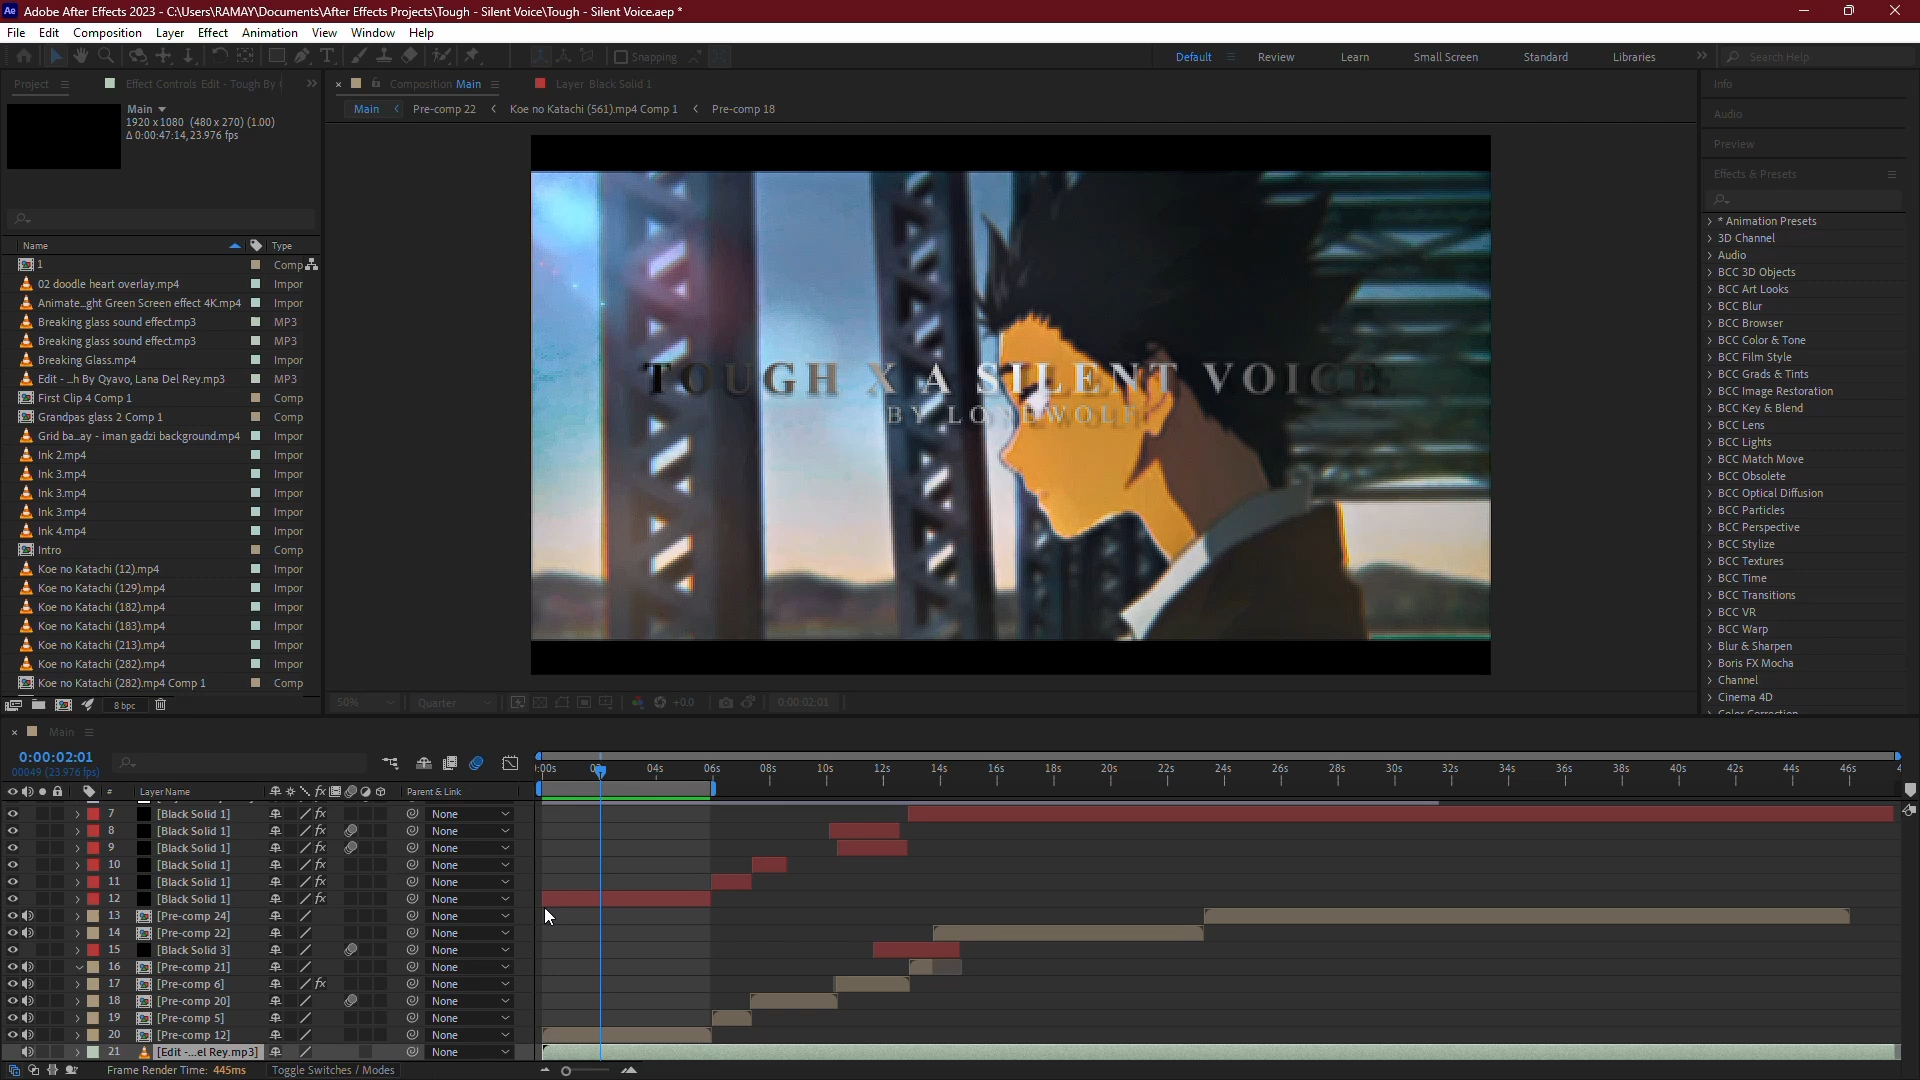 Adobe After Effects 2023 - C:\Users\RAMAY\Documents\After Effects Projects\Tough - Silent Voice\Tough - Silent Voice.aep *
File Edit Composition Layer Effect Animation View Window Help
Snapping
Default Review Learn Small Screen Standard Libraries Search Help
Project Effect Controls Edit - Tough By
Composition Main Layer Black Solid 1
Main
1920 x 1080 (480 x 270) (1.00)
Δ 0:00:47:14, 23.976 fps
Main Pre-comp 22 Koe no Katachi (561).mp4 Comp 1 Pre-comp 18
Name Type
1 Comp
02 doodle heart overlay.mp4 Impor
Animate...ght Green Screen effect 4K.mp4 Impor
Breaking glass sound effect.mp3 MP3
Breaking glass sound effect.mp3 MP3
Breaking Glass.mp4 Impor
Edit - ...h By Qyavo, Lana Del Rey.mp3 MP3
First Clip 4 Comp 1 Comp
Grandpas glass 2 Comp 1 Comp
Grid ba...ay - iman gadzi background.mp4 Impor
Ink 2.mp4 Impor
Ink 3.mp4 Impor
Ink 3.mp4 Impor
Ink 3.mp4 Impor
Ink 4.mp4 Impor
Intro Comp
Koe no Katachi (12).mp4 Impor
Koe no Katachi (129).mp4 Impor
Koe no Katachi (182).mp4 Impor
Koe no Katachi (183).mp4 Impor
Koe no Katachi (213).mp4 Impor
Koe no Katachi (282).mp4 Impor
Koe no Katachi (282).mp4 Comp 1 Comp
8 bpc
TOUGH X A SILENT VOICE
BY LONEWOLF
50% Quarter +0.0 0:00:02:01
Info
Audio
Preview
Effects & Presets
* Animation Presets
3D Channel
Audio
BCC 3D Objects
BCC Art Looks
BCC Blur
BCC Browser
BCC Color & Tone
BCC Film Style
BCC Grads & Tints
BCC Image Restoration
BCC Key & Blend
BCC Lens
BCC Lights
BCC Match Move
BCC Obsolete
BCC Optical Diffusion
BCC Particles
BCC Perspective
BCC Stylize
BCC Textures
BCC Time
BCC Transitions
BCC VR
BCC Warp
Blur & Sharpen
Boris FX Mocha
Channel
Cinema 4D
Color Correction
Main
0:00:02:01
00049 (23.976 fps)
:00s 04s 06s 08s 10s 12s 14s 16s 18s 20s 22s 24s 26s 28s 30s 32s 34s 36s 38s 40s 42s 44s 46s
# Layer Name fx Parent & Link
7 [Black Solid 1] fx None
8 [Black Solid 1] fx None
9 [Black Solid 1] fx None
10 [Black Solid 1] fx None
11 [Black Solid 1] fx None
12 [Black Solid 1] fx None
13 [Pre-comp 24] None
14 [Pre-comp 22] None
15 [Black Solid 3] None
16 [Pre-comp 21] None
17 [Pre-comp 6] fx None
18 [Pre-comp 20] None
19 [Pre-comp 5] None
20 [Pre-comp 12] None
21 [Edit -...el Rey.mp3] None
Frame Render Time: 445ms Toggle Switches / Modes